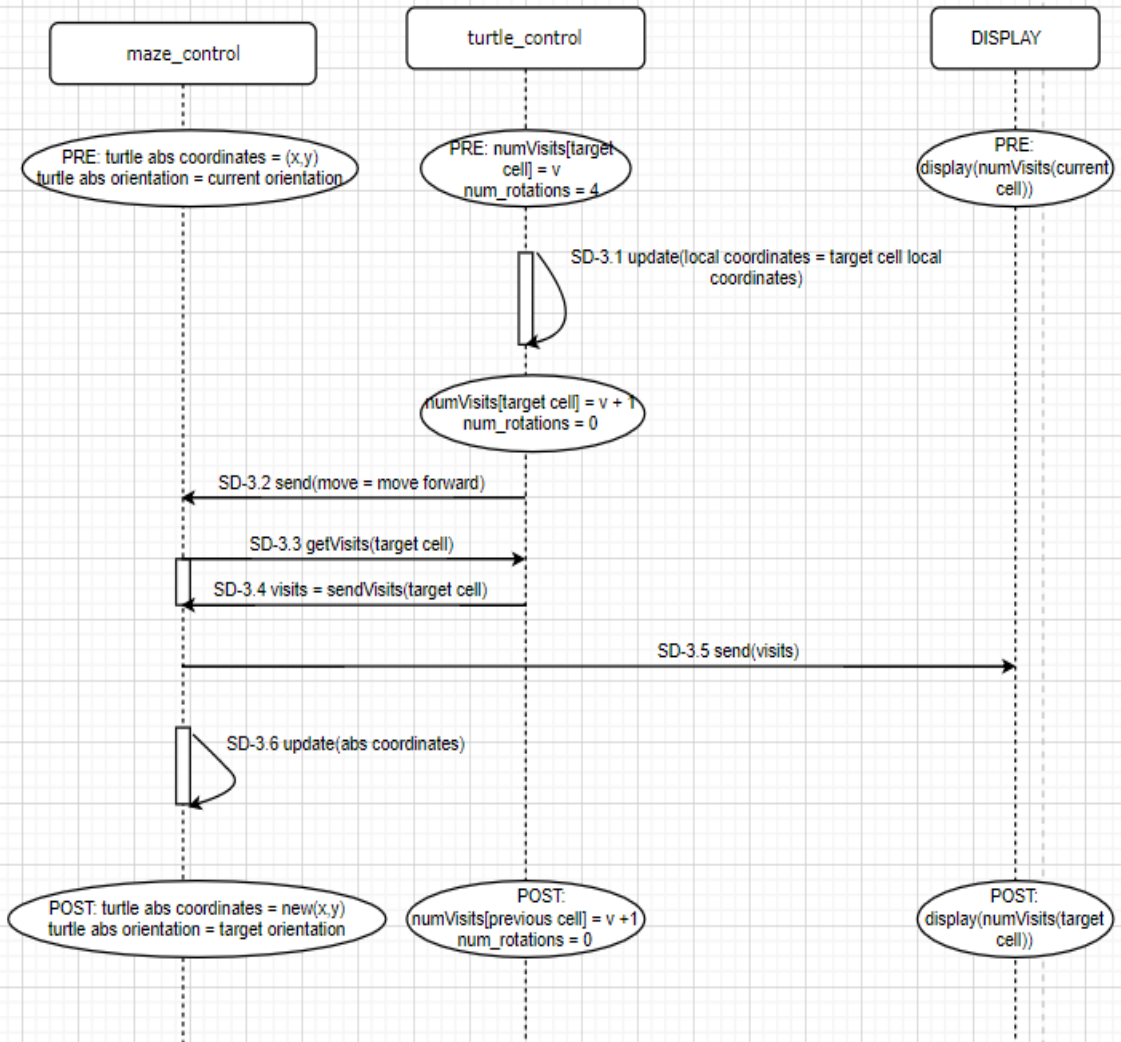 maze_control
turtle_control
DISPLAY
PRE: turtle abs coordinates = (x,y)
turtle abs orientation = current orientation
PRE: numVisits[target
cell] = v
num_rotations = 4
PRE:
display(numVisits(current
cell))
SD-3.1 update(local coordinates = target cell local
coordinates)
numVisits[target cell] = v + 1
num_rotations = 0
SD-3.2 send(move = move forward)
SD-3.3 getVisits(target cell)
SD-3.4 visits = sendVisits(target cell)
SD-3.5 send(visits)
SD-3.6 update(abs coordinates)
POST: turtle abs coordinates = new(x,y)
turtle abs orientation = target orientation
POST:
numVisits[previous cell] = v +1
num_rotations = 0
POST:
display(numVisits(target
cell))